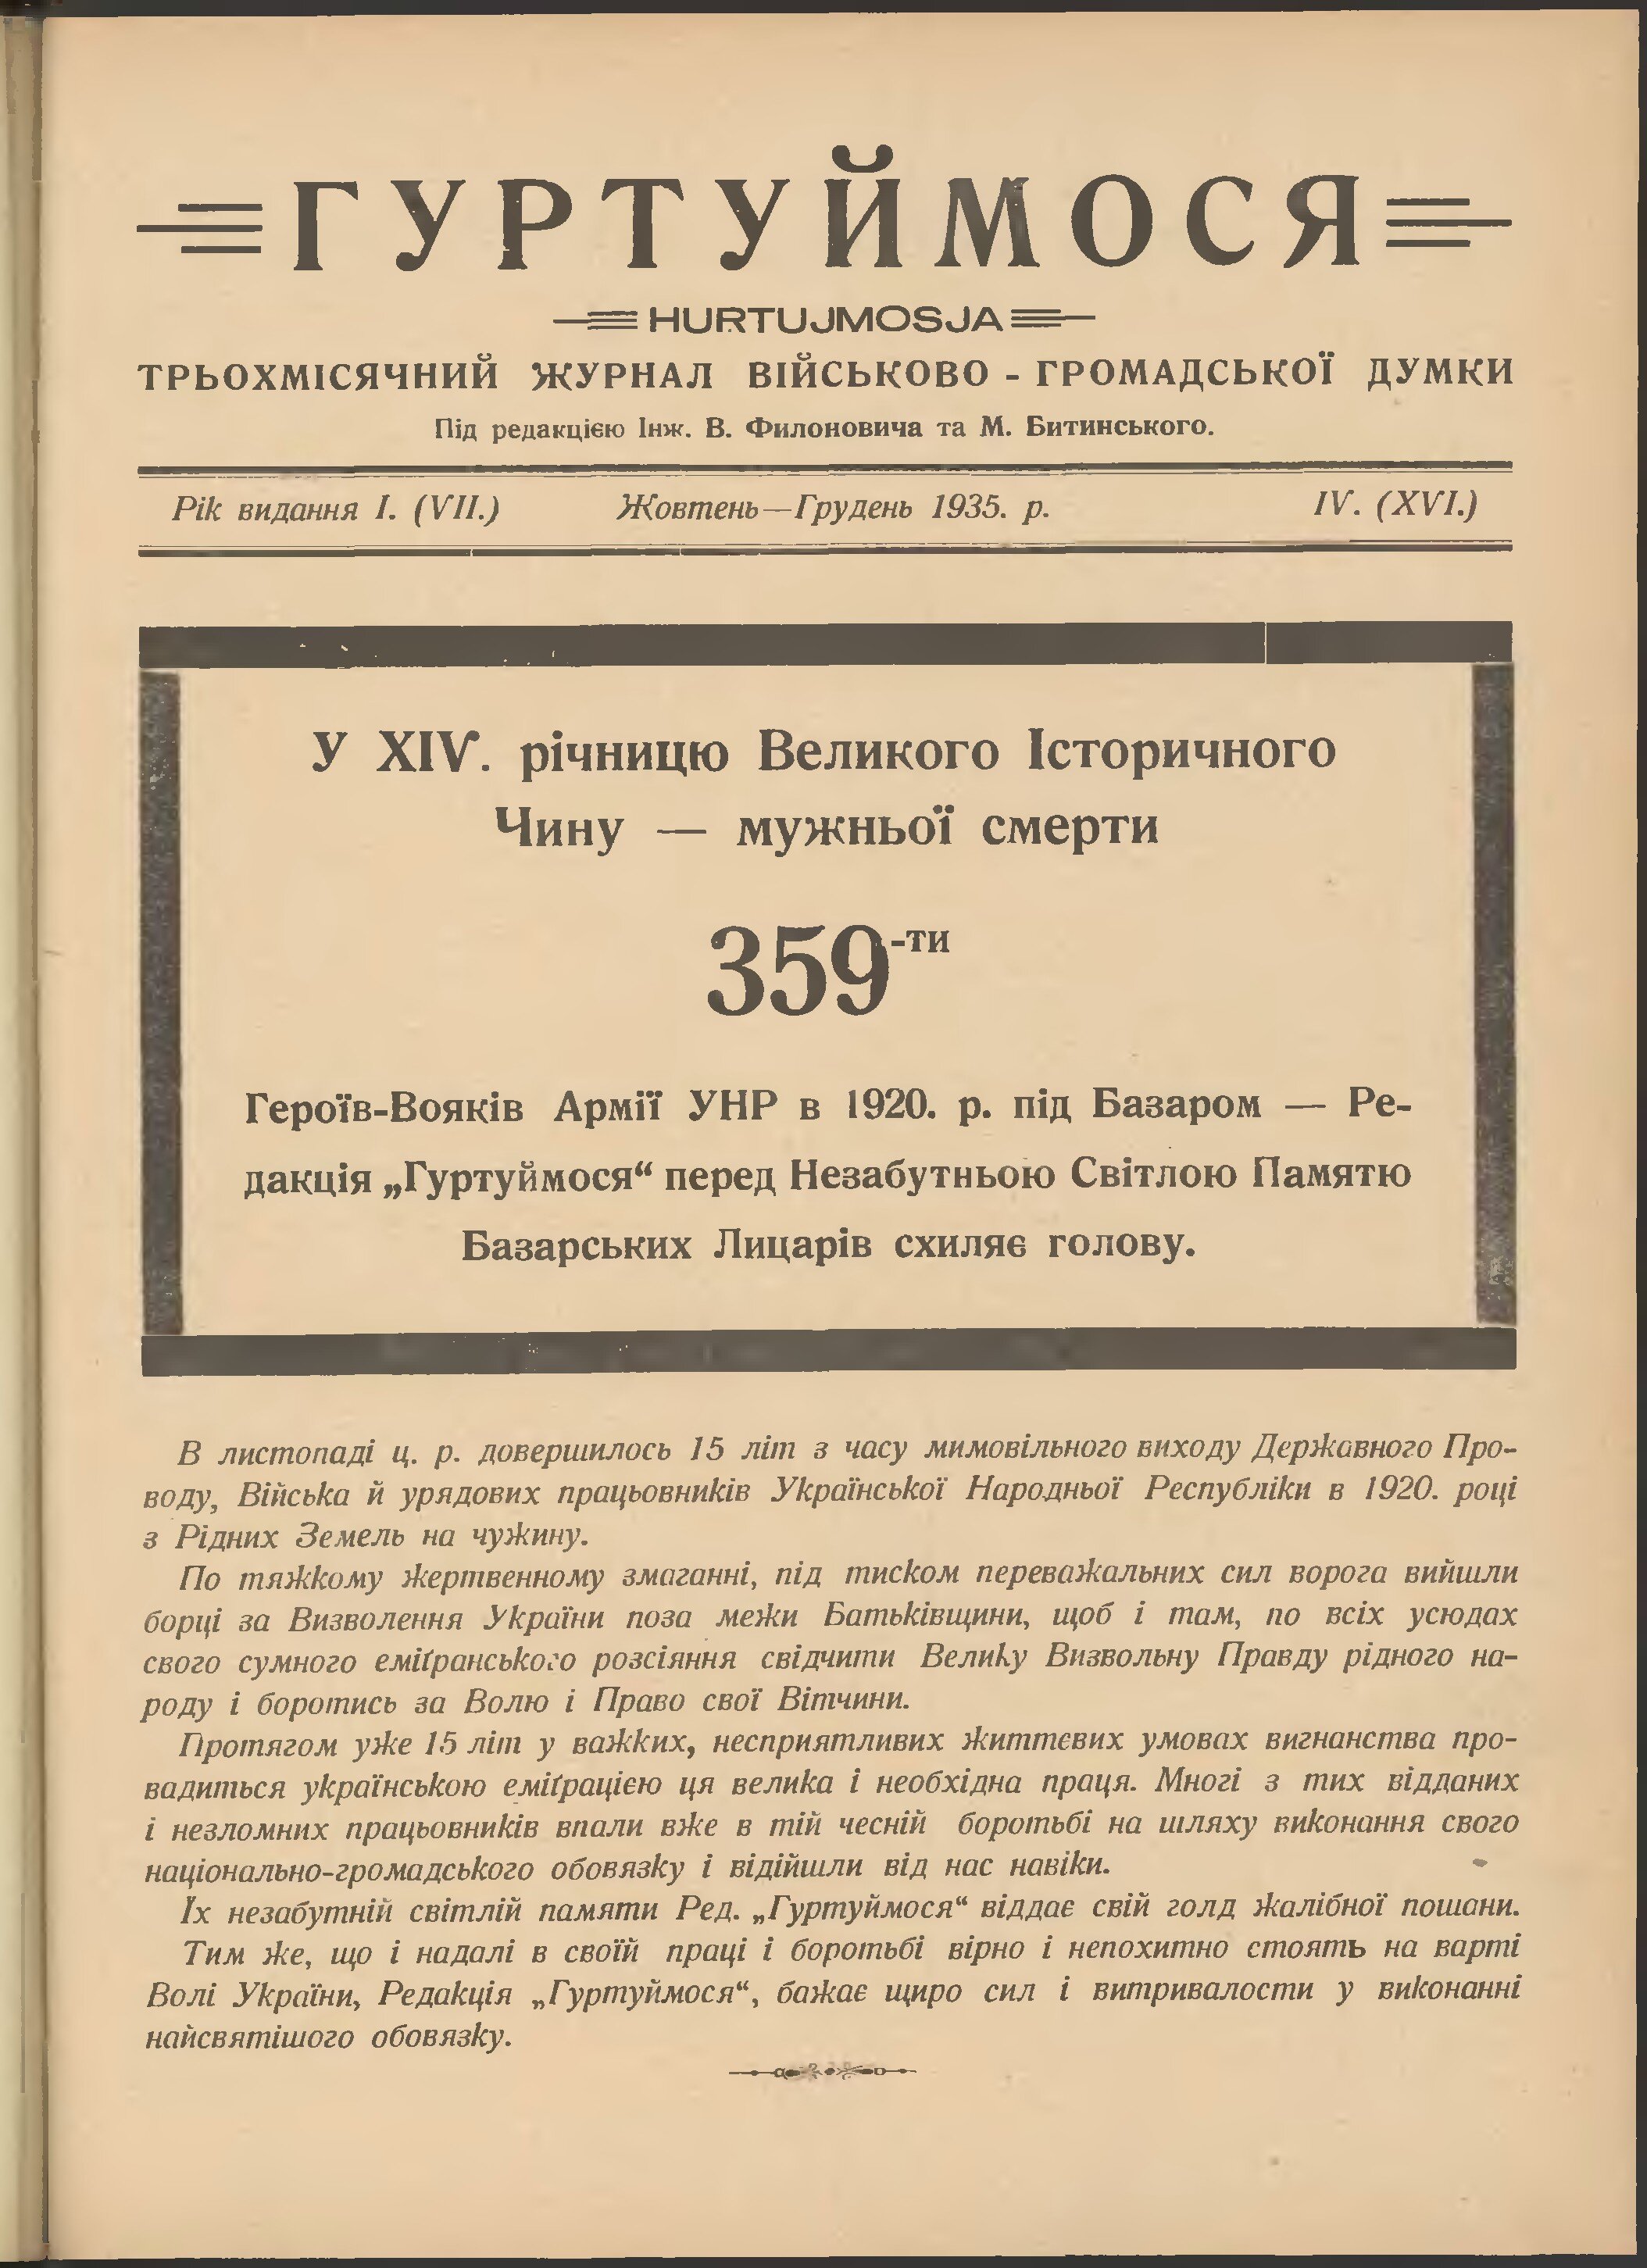 ГУРТУЙМОСЯ
HURTUJMOSJA
ТРЬОХМІСЯЧНИЙ ЖУРНАЛ ВІЙСЬКОВО - ГРОМАДСЬКОЇ ДУМКИ
Під редакцією Інж. В. Филоновича та М. Битинського.
Рік видання I. (VII.) Жовтень—Грудень 1935. р. IV. (XVI.)
У XIV. річницю Великого Історичного
Чину — мужньої смерти
359-ти
Героїв-Вояків Армії УНР в 1920. р. під Базаром — Ре-
дакція „Гуртуймося“ перед Незабутньою Світлою Памятю
Базарських Лицарів схиляє голову.
В листопаді ц. р. довершилось 15 літ з часу мимовільного виходу Державного Про-
воду, Війська й урядових працьовників Української Народньої Республіки в 1920. році
з Рідних Земель на чужину.
По тяжкому жертвенному змаганні, під тиском переважальних сил ворога вийшли
борці за Визволення України поза межи Батьківщини, щоб і там, по всіх усюдах
свого сумного еміґранського розсіяння свідчити Велику Визвольну Правду рідного на-
роду і боротись за Волю і Право свої Вітчини.
Протягом уже 15 літ у важких, несприятливих життєвих умовах вигнанства про-
вадиться українською еміґрацією ця велика і необхідна праця. Многі з тих відданих
і незломних працьовників впали вже в тій чесній боротьбі на шляху виконання свого
національно-громадського обовязку і відійшли від нас навіки.
Їх незабутній світлій памяти Ред. „Гуртуймося“ віддає свій голд жалібної пошани.
Тим же, що і надалі в своїй праці і боротьбі вірно і непохитно стоять на варті
Волі України, Редакція „Гуртуймося“, бажає щиро сил і витривалости у виконанні
найсвятішого обовязку.